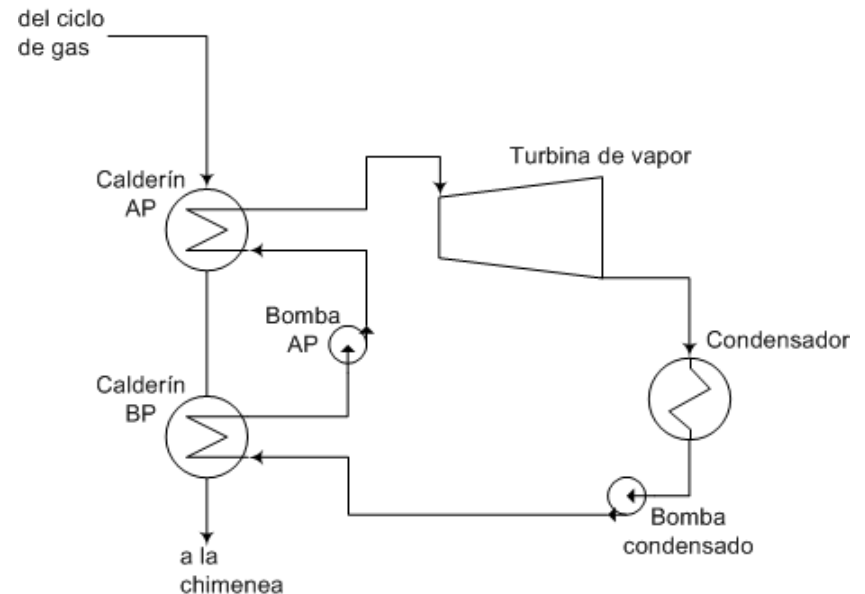 del ciclo
de gas
Calderín
AP
Turbina de vapor
Bomba
AP
Condensador
Calderín
BP
Bomba
condensado
a la
chimenea